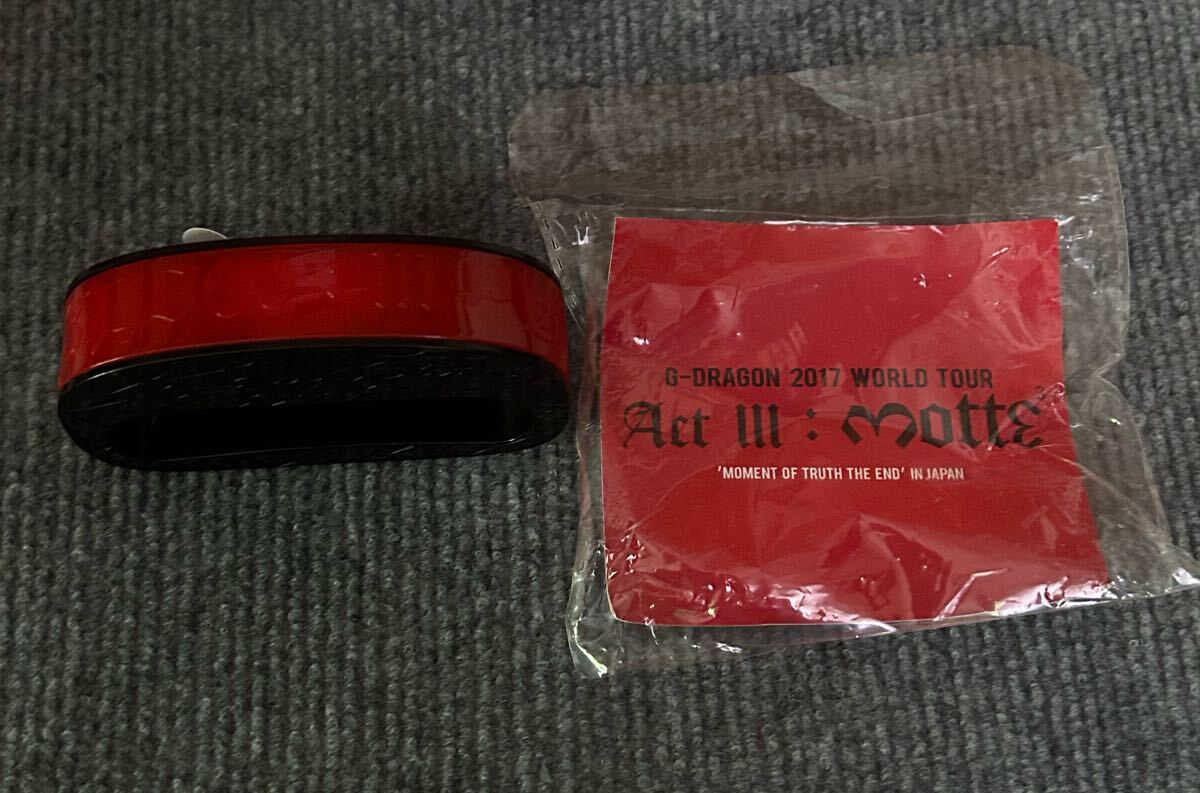 G-DRAGON 2017 WORLD TOUR
Act III : Motte
'MOMENT OF TRUTH THE END' IN JAPAN